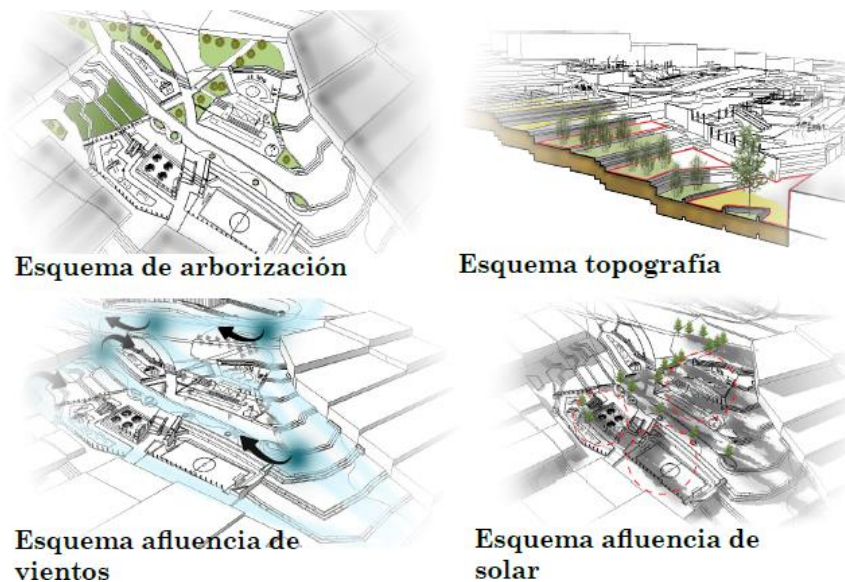 Esquema de arborización
Esquema topografía
Esquema afluencia de
vientos
Esquema afluencia de
solar